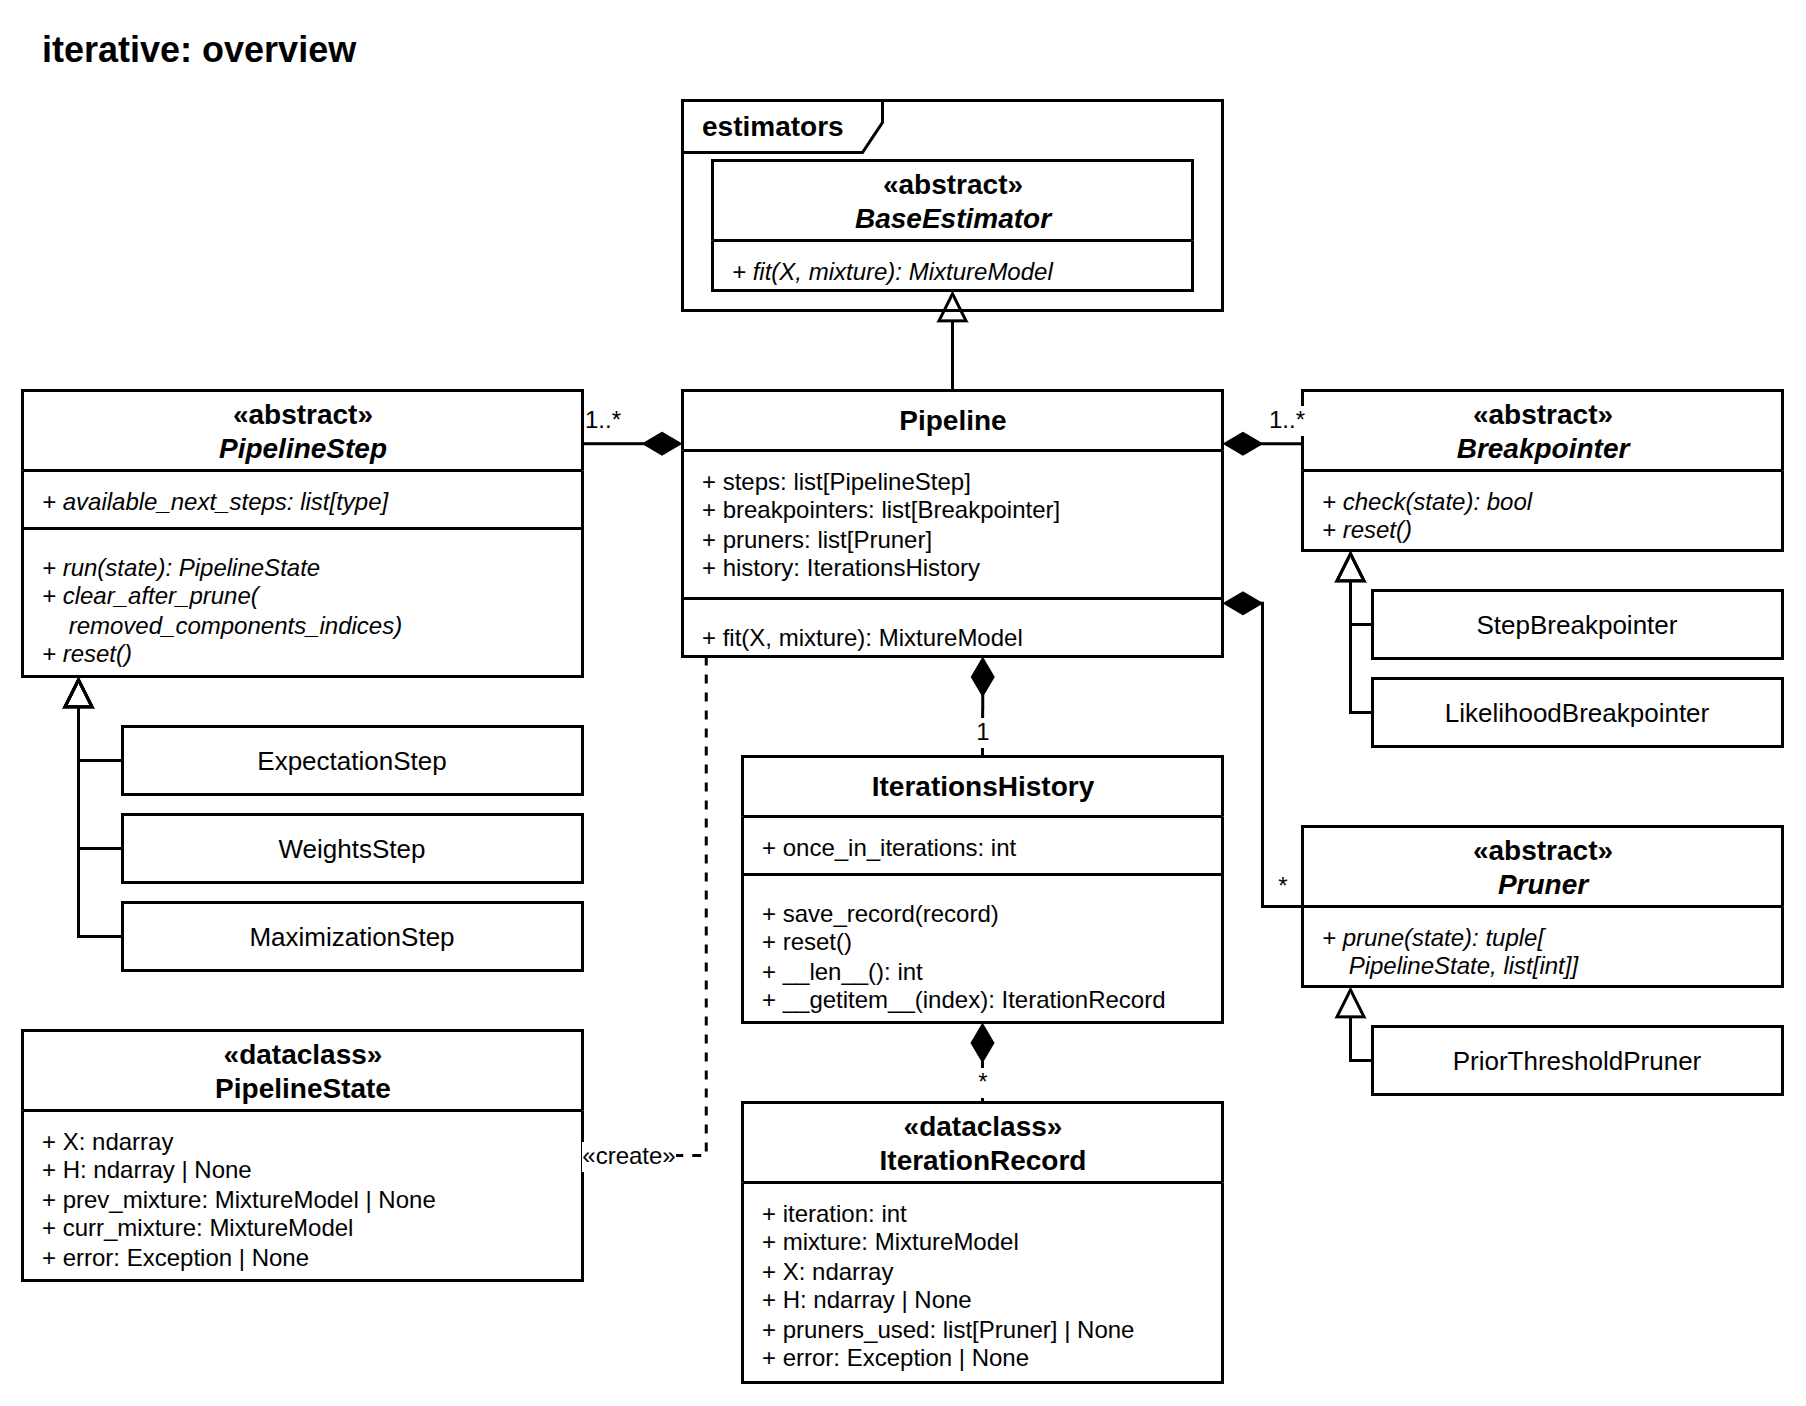 iterative: overview
estimators
«abstract»
BaseEstimator
+ fit(X, mixture): MixtureModel
«abstract»
PipelineStep
+ available_next_steps: list[type]
+ run(state): PipelineState
+ clear_after_prune(
removed_components_indices)
+ reset()
1..*
Pipeline
+ steps: list[PipelineStep]
+ breakpointers: list[Breakpointer]
+ pruners: list[Pruner]
+ history: IterationsHistory
+ fit(X, mixture): MixtureModel
1..*
«abstract»
Breakpointer
+ check(state): bool
+ reset()
StepBreakpointer
LikelihoodBreakpointer
ExpectationStep
WeightsStep
MaximizationStep
1
IterationsHistory
+ once_in_iterations: int
+ save_record(record)
+ reset()
+ __len__(): int
+ __getitem__(index): IterationRecord
*
«abstract»
Pruner
+ prune(state): tuple[
PipelineState, list[int]]
PriorThresholdPruner
«dataclass»
PipelineState
+ X: ndarray
+ H: ndarray | None
+ prev_mixture: MixtureModel | None
+ curr_mixture: MixtureModel
+ error: Exception | None
«create»
*
«dataclass»
IterationRecord
+ iteration: int
+ mixture: MixtureModel
+ X: ndarray
+ H: ndarray | None
+ pruners_used: list[Pruner] | None
+ error: Exception | None